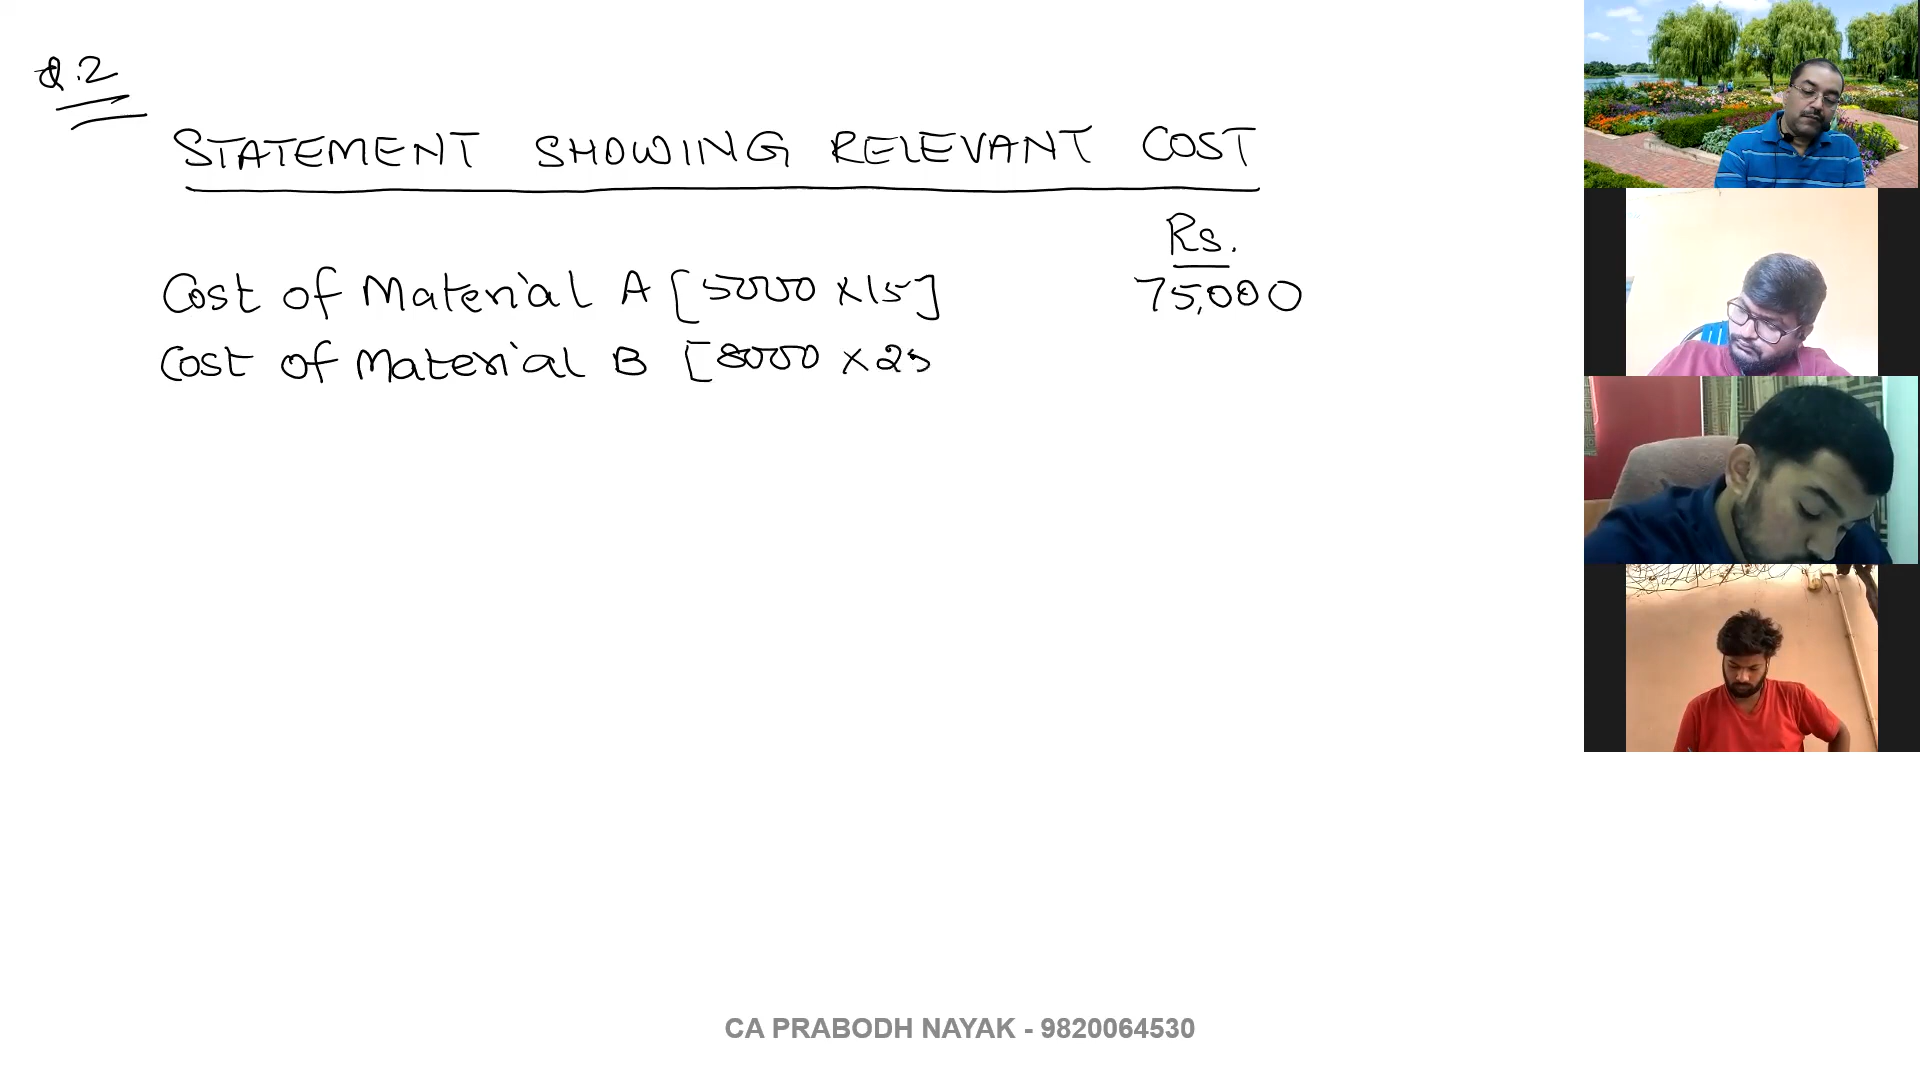 Q.2
STATEMENT SHOWING RELEVANT COST
Rs.
Cost of Material A [5000 x 15] 75,000
Cost of Material B [8000 x 25
CA PRABODH NAYAK - 9820064530